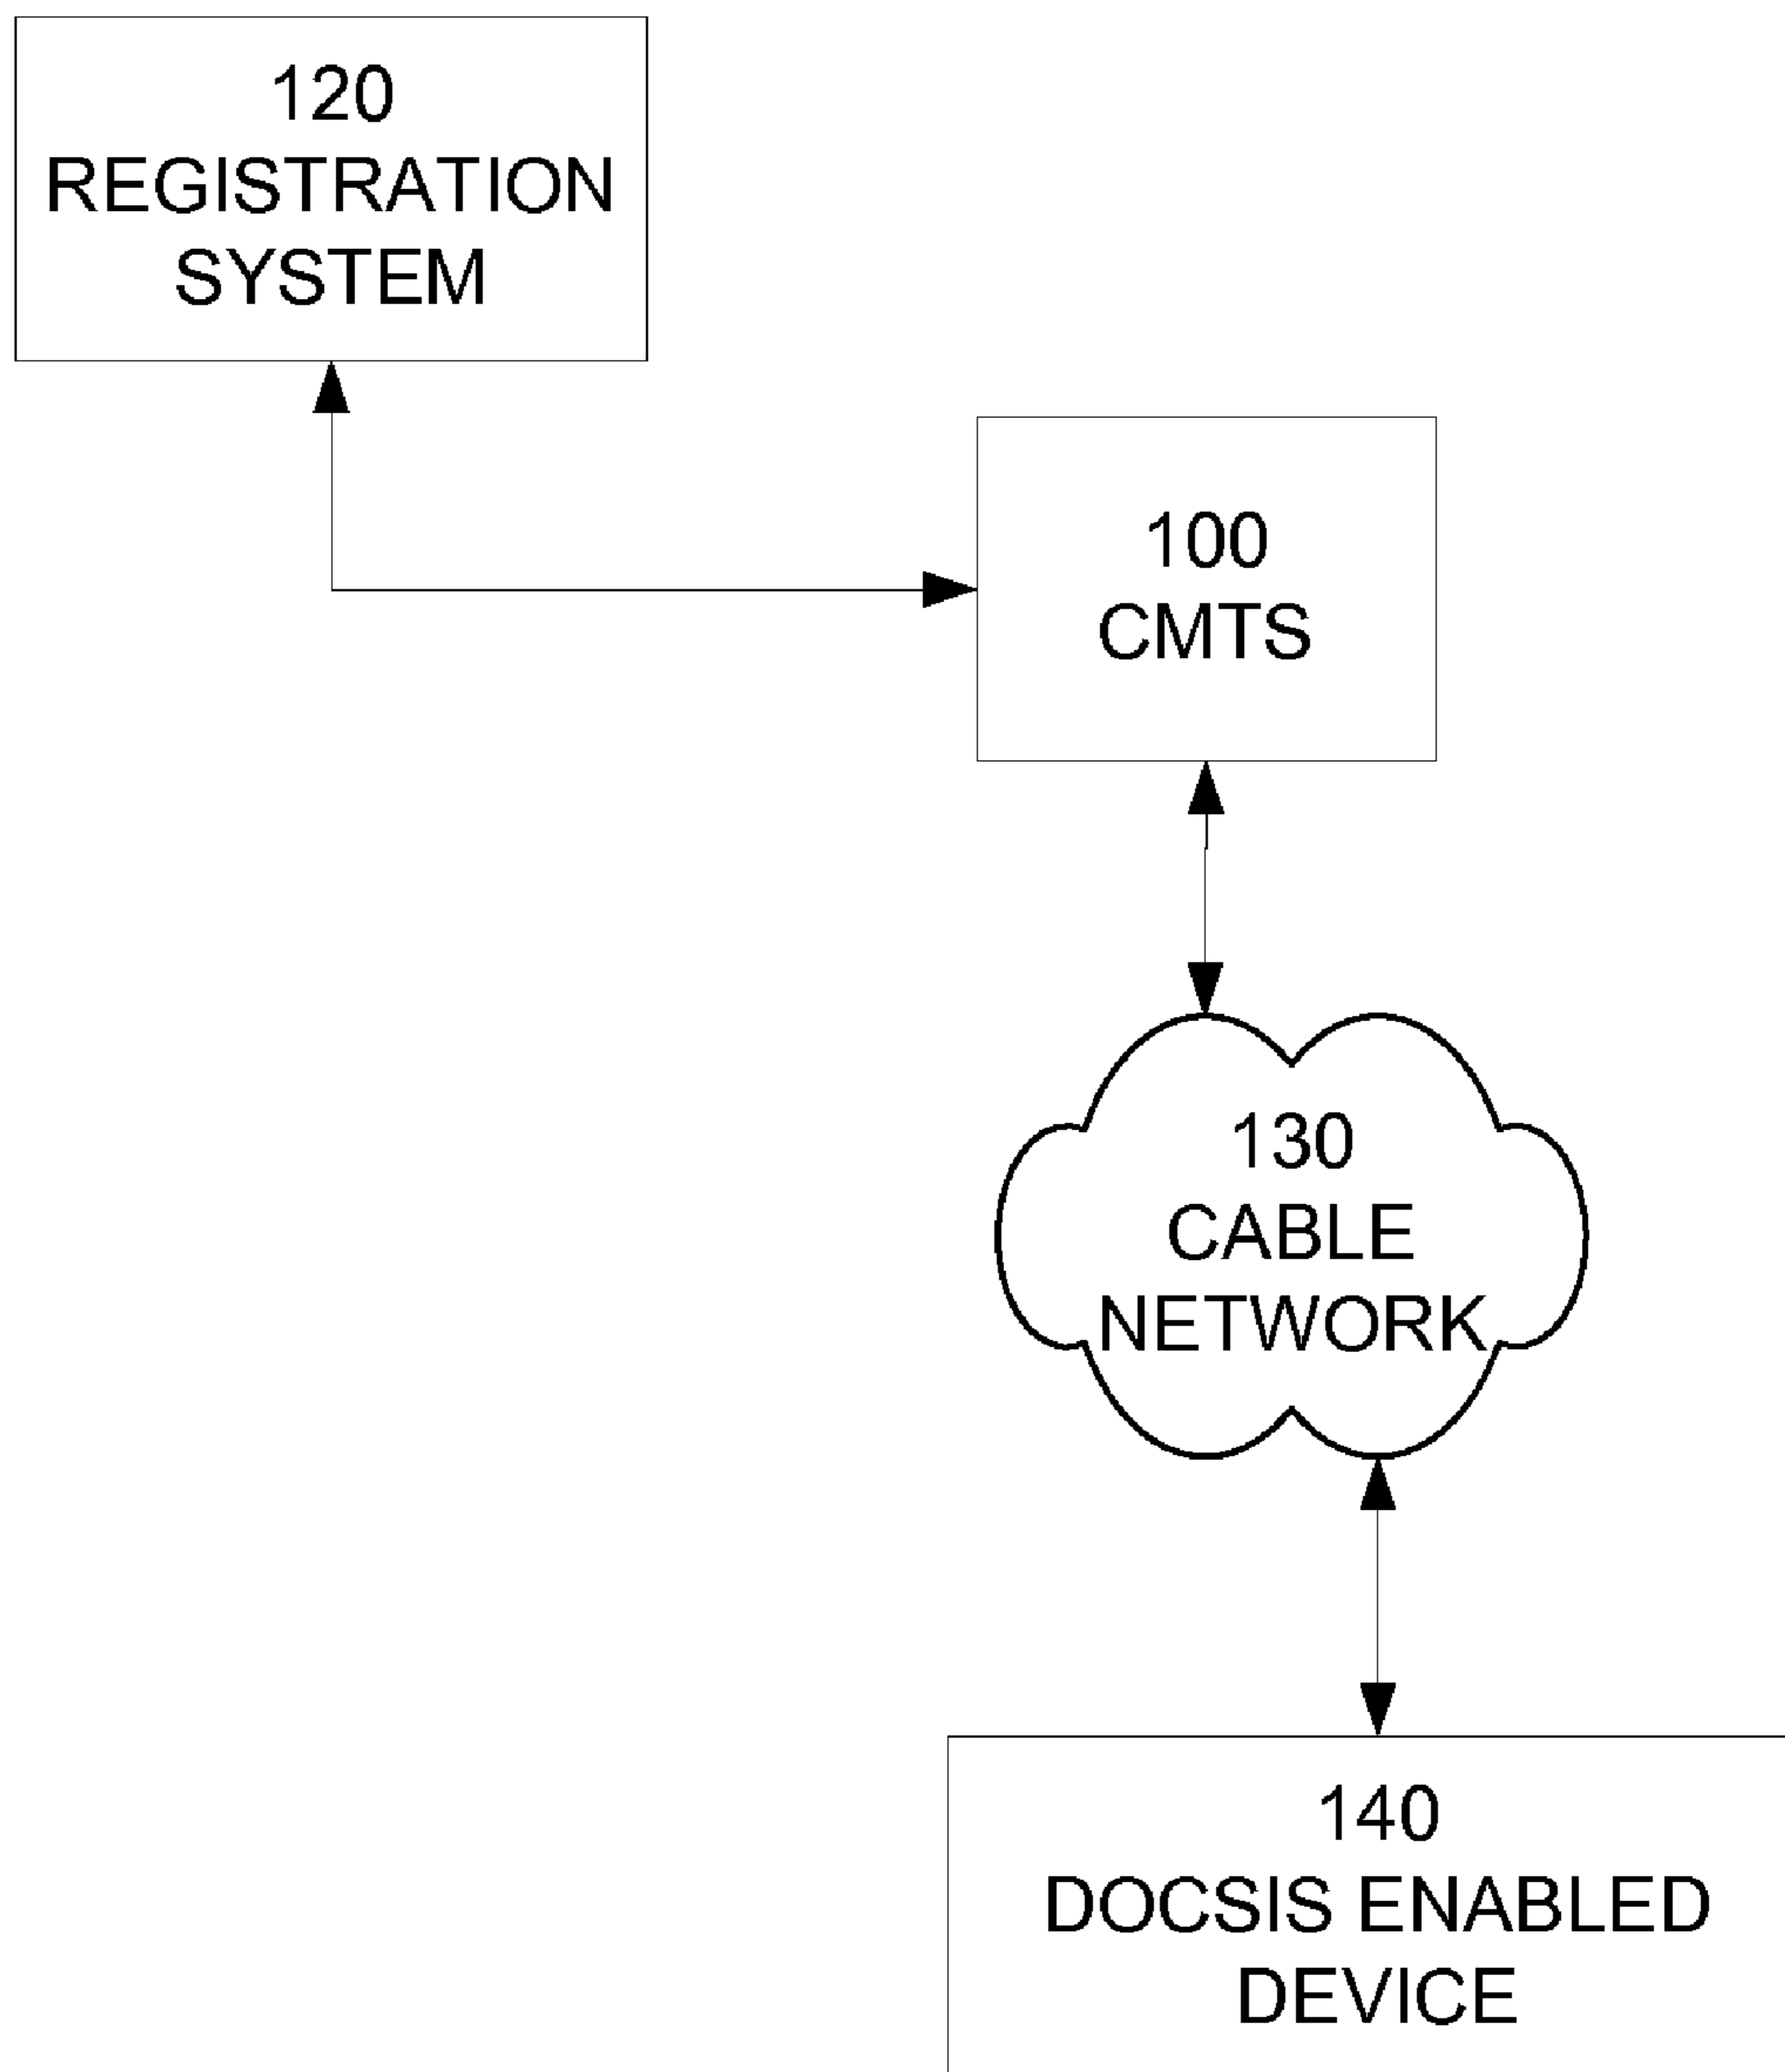 120
REGISTRATION
SYSTEM
100
CMTS
130
CABLE
NETWORK
140
DOCSIS ENABLED
DEVICE